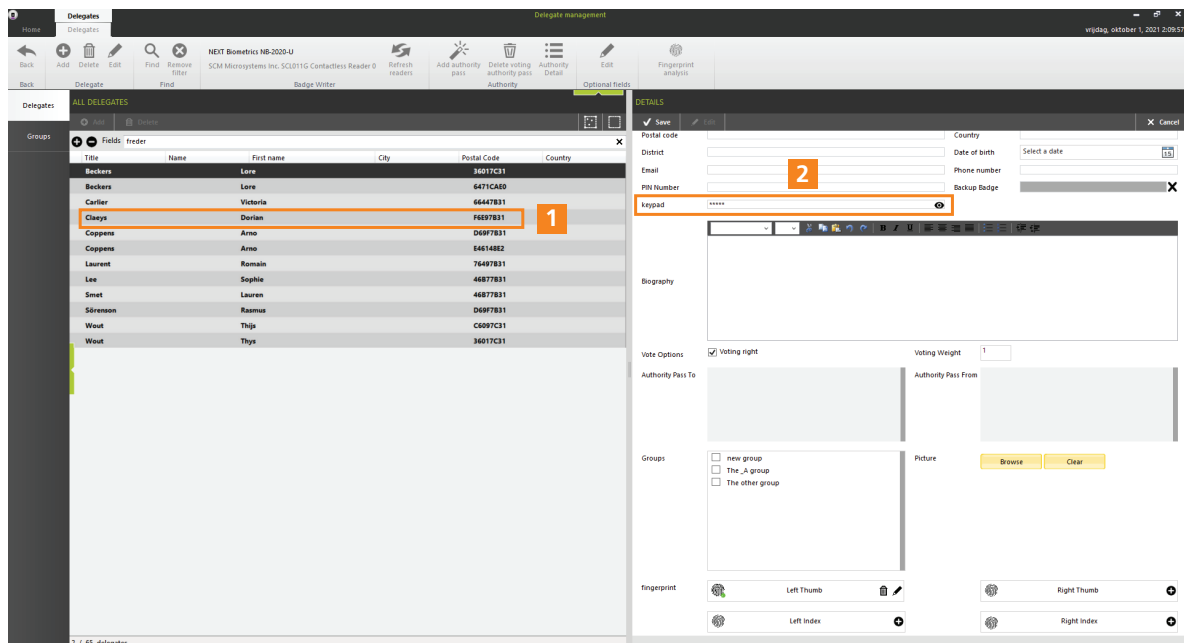 Delegates
Delegate management
Home
Delegates
vrijdag, oktober 1, 2021 2:09:57
Back
Add
Delete
Edit
Find
Remove filter
NEXT Biometrics NB-2020-U
SCM Microsystems Inc. SCL011G Contactless Reader 0
Refresh readers
Add authority pass
Delete voting authority pass
Authority Detail
Edit
Fingerprint analysis
Back
Delegate
Find
Badge Writer
Authority
Optional fields
Delegates
Groups
ALL DELEGATES
Add
Delete
Fields freder
Title Name First name City Postal Code Country
Beckers Lore 36017C31
Beckers Lore 6471CAE0
Carlier Victoria 66447B31
Claeys Dorian F6E97B31
1
Coppens Arno D69F7B31
Coppens Arno E46148E2
Laurent Romain 76497B31
Lee Sophie 46B77B31
Smet Lauren 46B77B31
Sörenson Rasmus D69F7B31
Wout Thijs C6097C31
Wout Thys 36017C31
DETAILS
Save
Edit
Cancel
Postal code
Country
District
Date of birth
Select a date
15
Email
Phone number
2
PIN Number
Backup Badge
keypad
*****
B I U
Biography
Vote Options
Voting right
Voting Weight
1
Authority Pass To
Authority Pass From
Groups
new group
The _A group
The other group
Picture
Browse
Clear
fingerprint
Left Thumb
Right Thumb
Left Index
Right Index